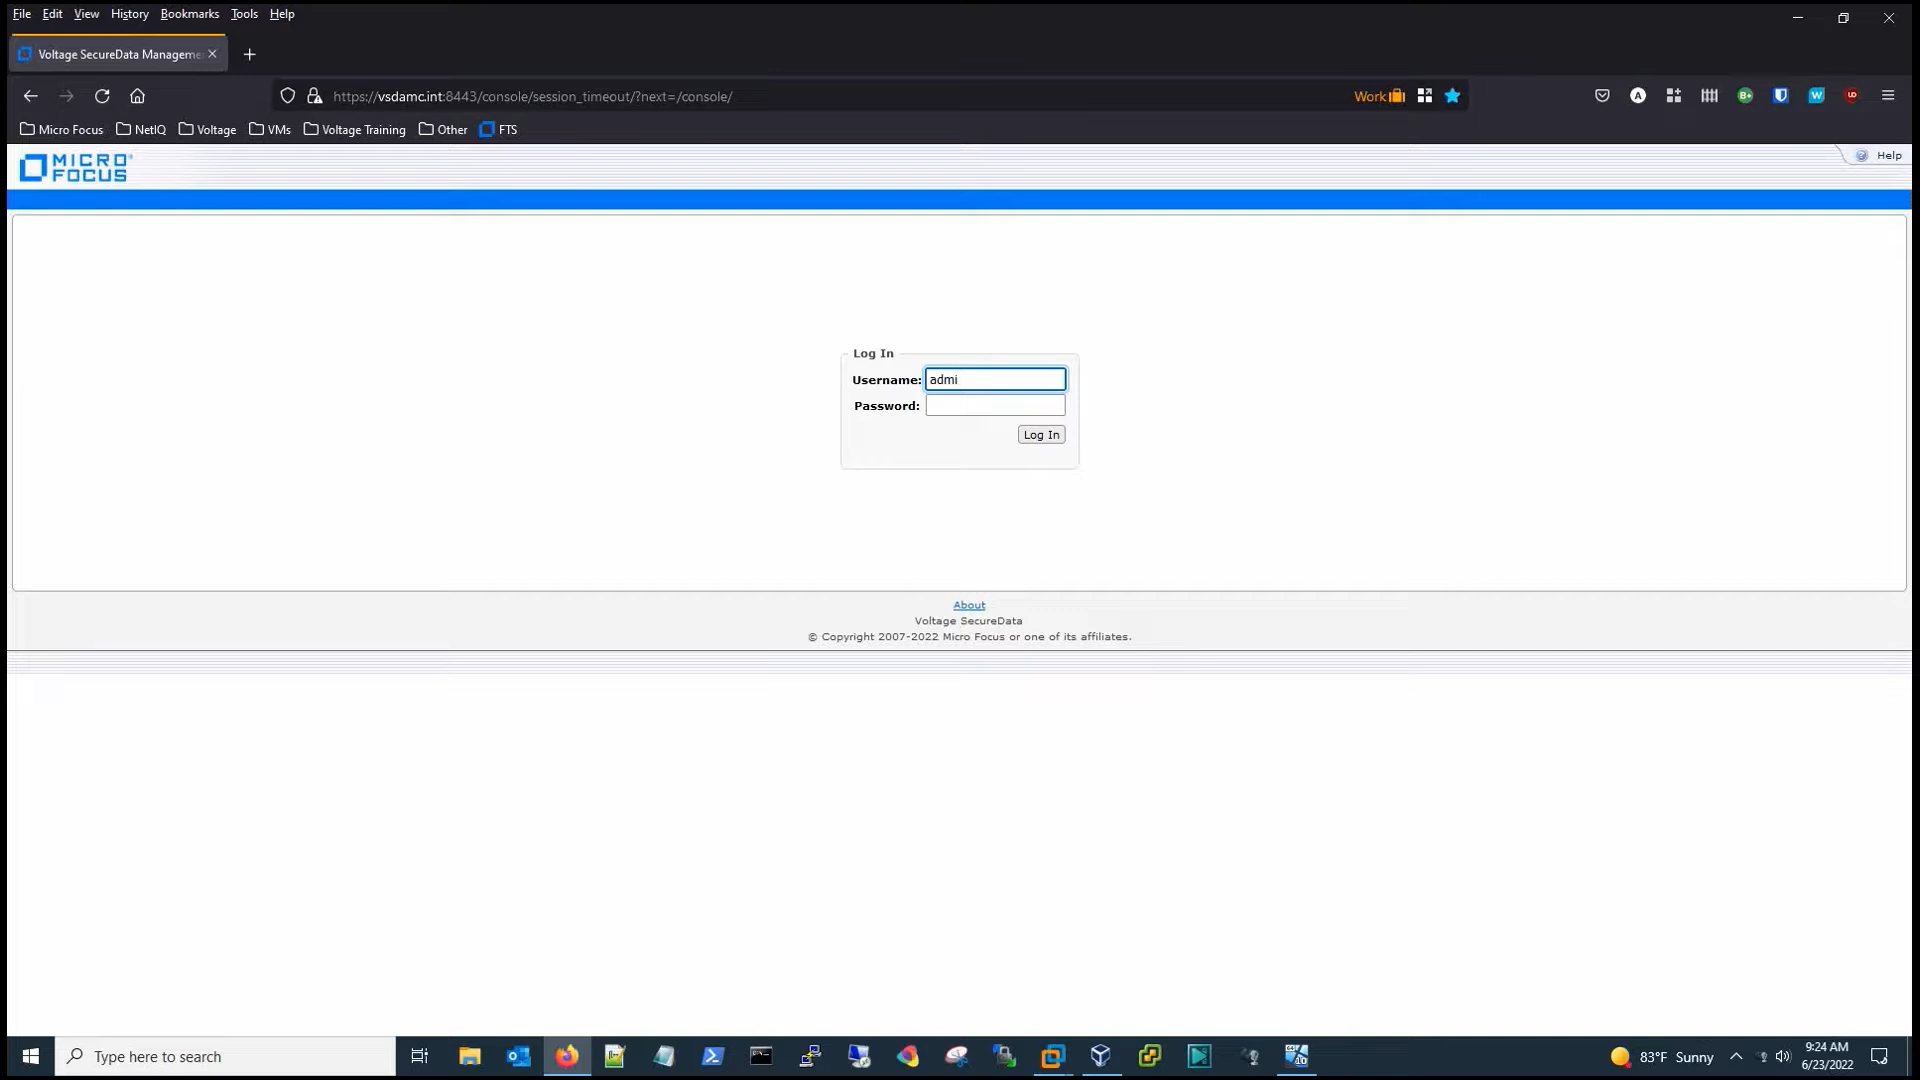 File Edit View History Bookmarks Tools Help
Voltage SecureData Manageme
https://vsdamc.int:8443/console/session_timeout/?next=/console/
Work
Micro Focus NetIQ Voltage VMs Voltage Training Other FTS
MICRO
FOCUS
Help
Log In
Username: admi
Password:
Log In
About
Voltage SecureData
© Copyright 2007-2022 Micro Focus or one of its affiliates.
Type here to search
83°F Sunny
9:24 AM
6/23/2022